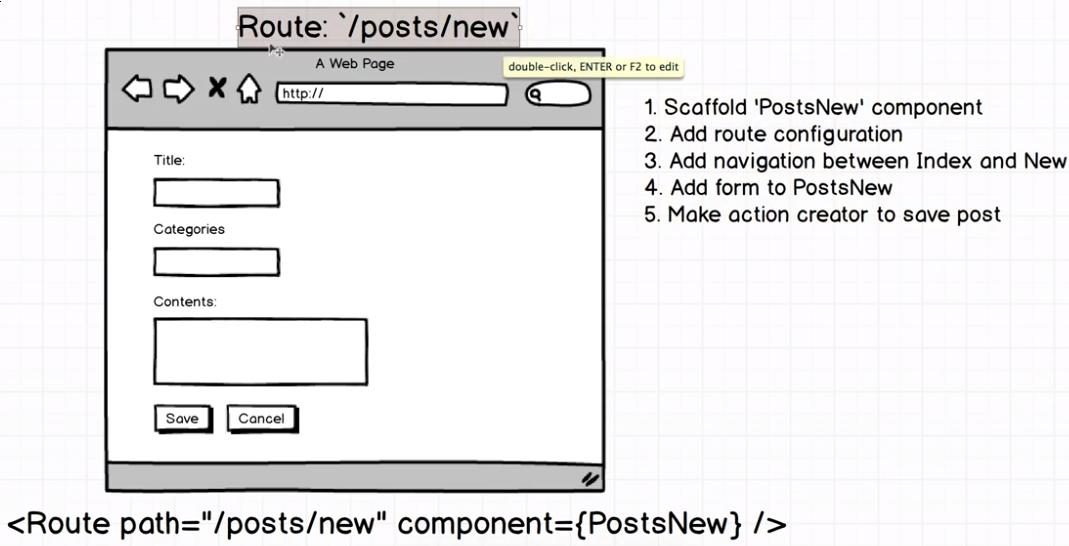 Route: `/posts/new`
A Web Page
double-click, ENTER or F2 to edit
http://
1. Scaffold 'PostsNew' component
2. Add route configuration
3. Add navigation between Index and New
4. Add form to PostsNew
5. Make action creator to save post
Title:
Categories
Contents:
Save Cancel
<Route path="/posts/new" component={PostsNew} />